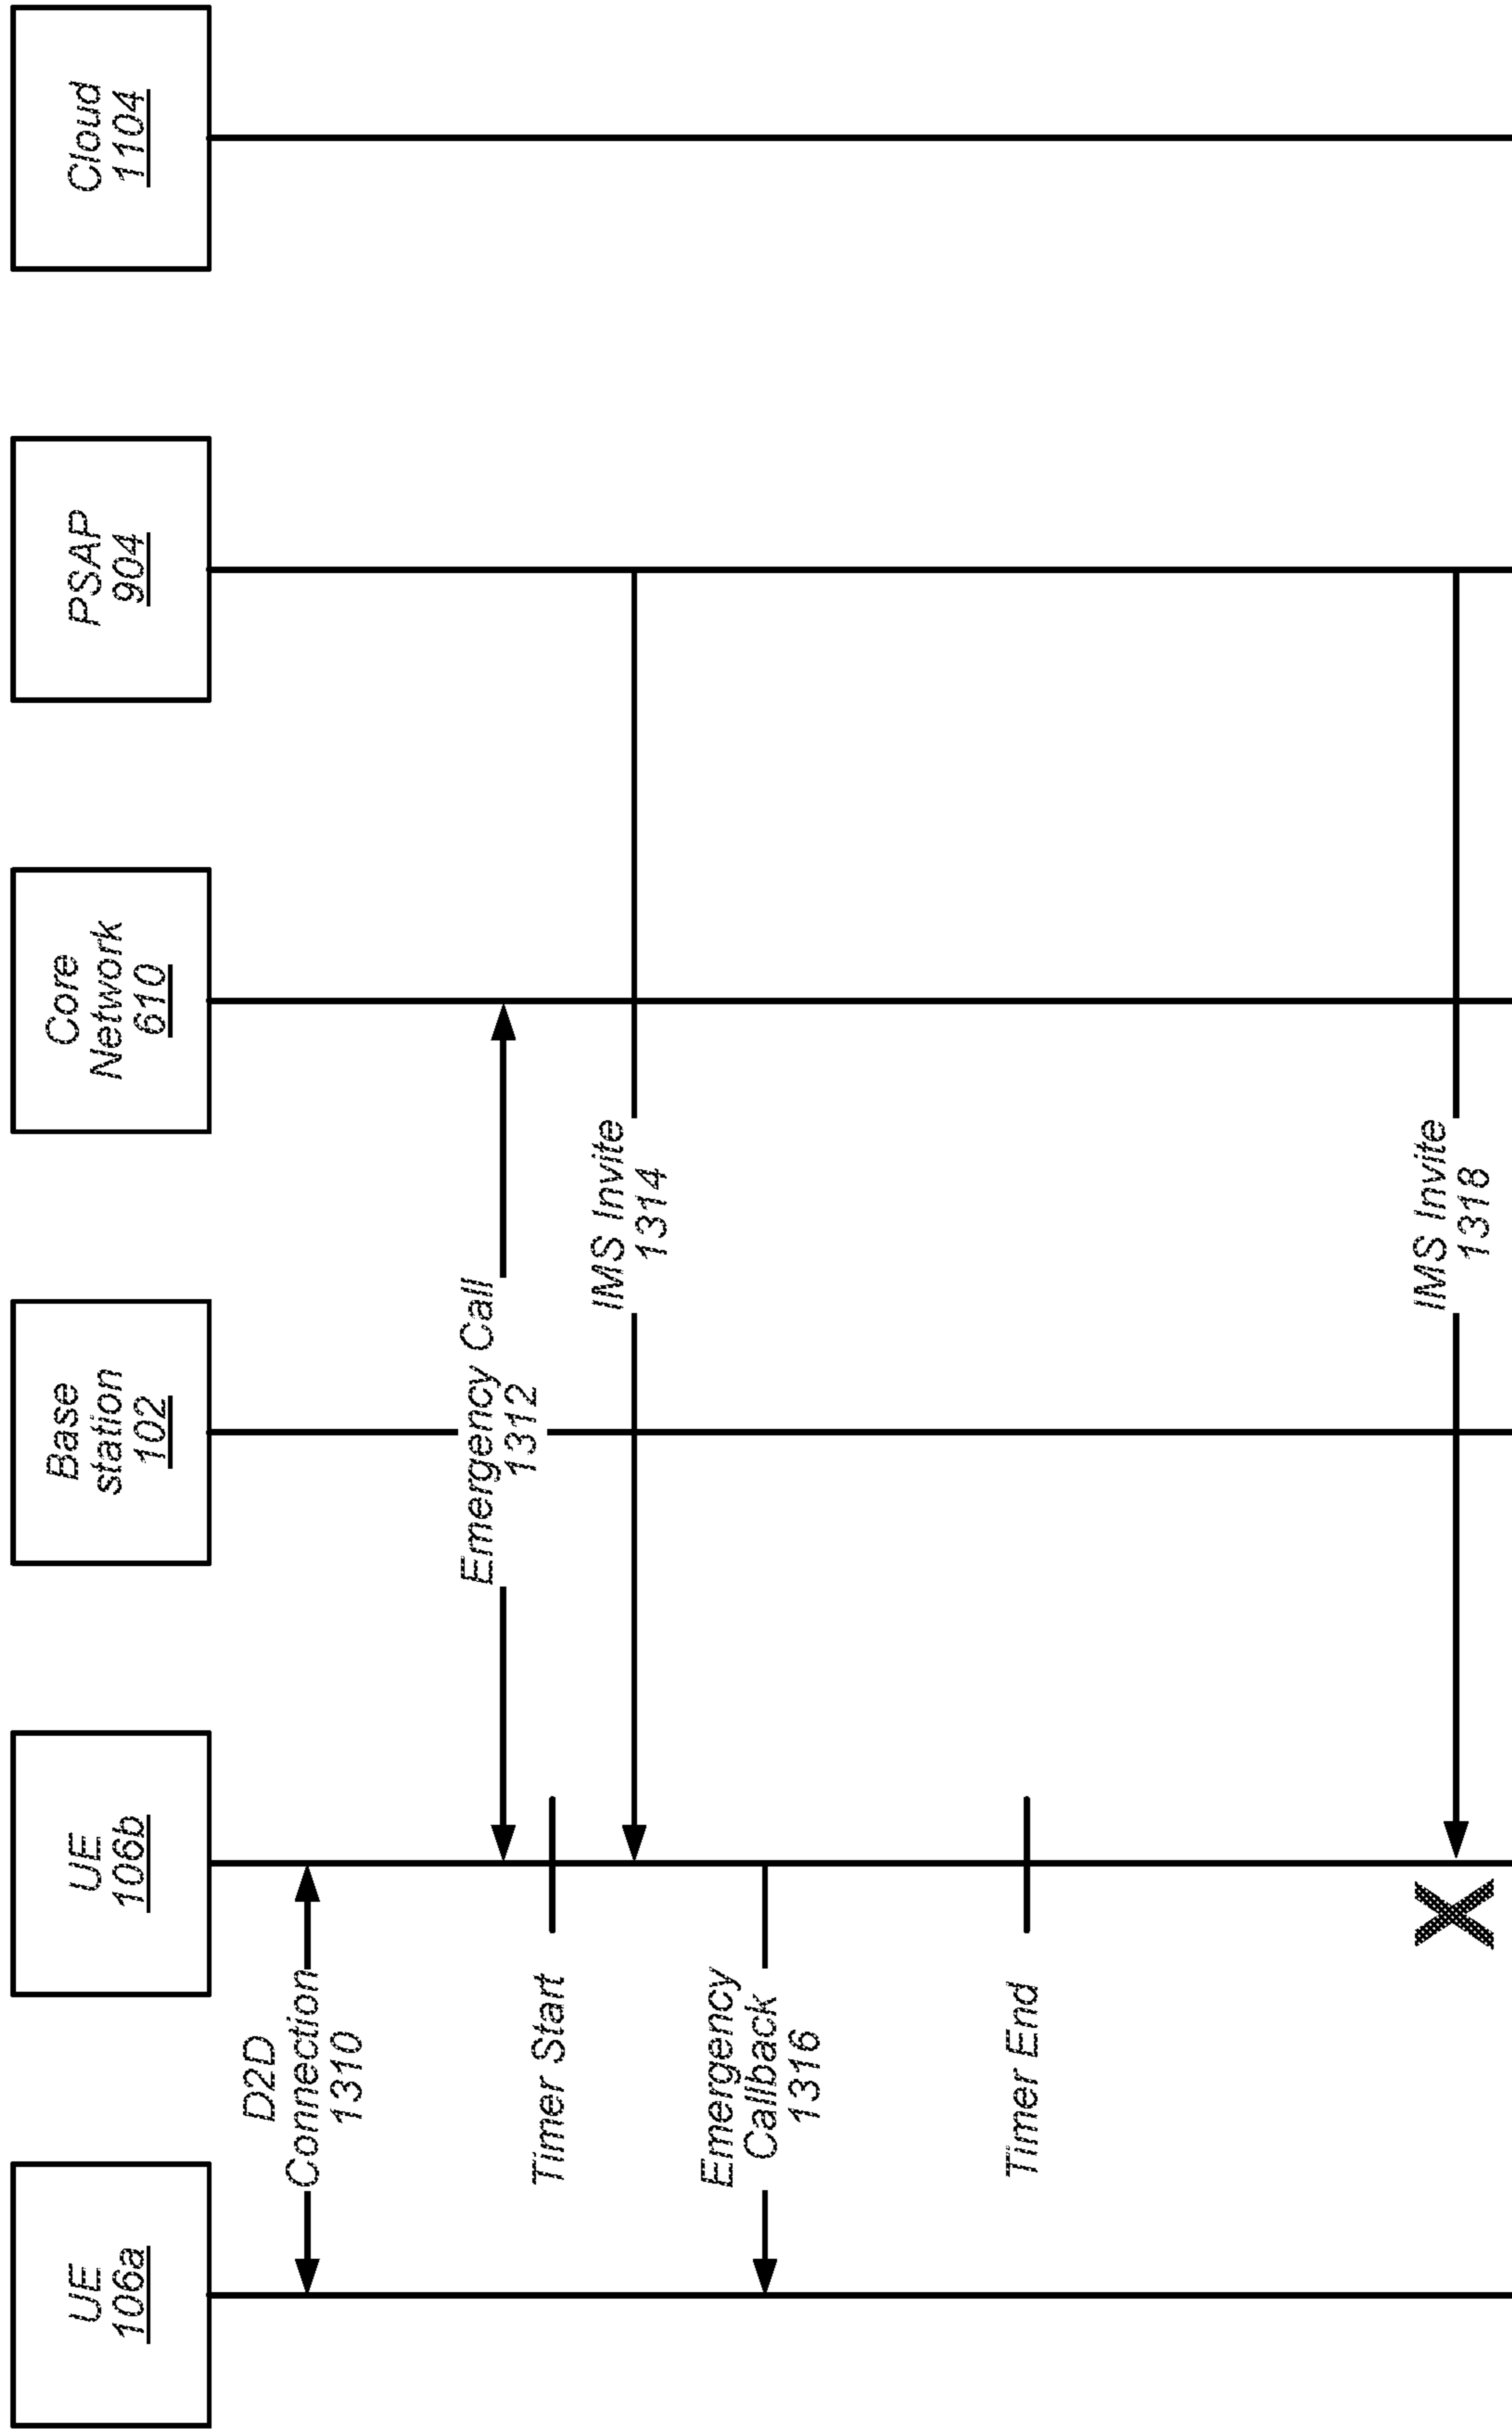 UE
106a
UE
106b
Base
station
102
Core
Network
610
PSAP
904
Cloud
1104
D2D
Connection
1310
Emergency Call
1312
Timer Start
IMS Invite
1314
Emergency
Callback
1316
Timer End
IMS Invite
1318